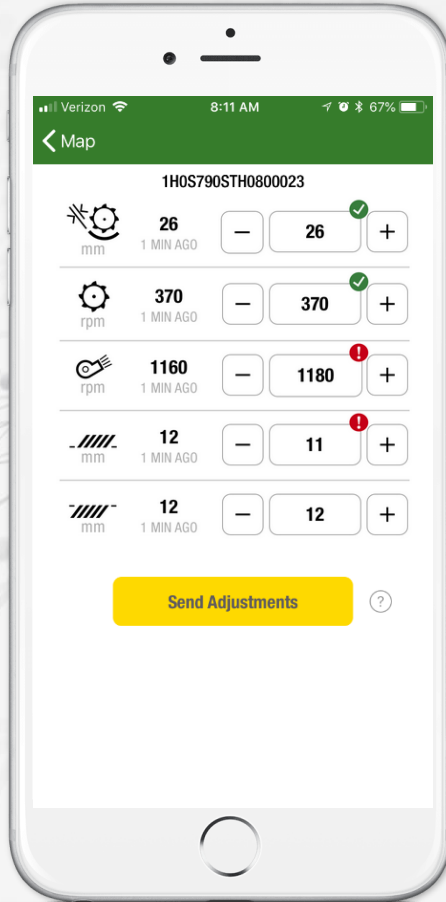 Verizon 8:11 AM 67%
Map
1H0S790STH0800023
26 26
mm 1 MIN AGO
370 370
rpm 1 MIN AGO
1160 1180
rpm 1 MIN AGO
12 11
mm 1 MIN AGO
12 12
mm 1 MIN AGO
Send Adjustments ?